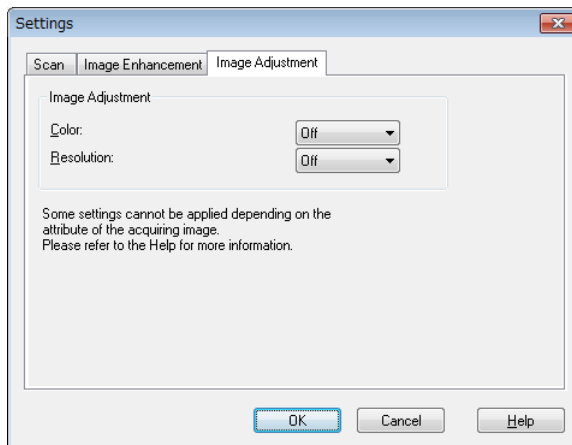 Settings
Scan Image Enhancement Image Adjustment
Image Adjustment
Color: Off
Resolution: Off
Some settings cannot be applied depending on the
attribute of the acquiring image.
Please refer to the Help for more information.
OK Cancel Help